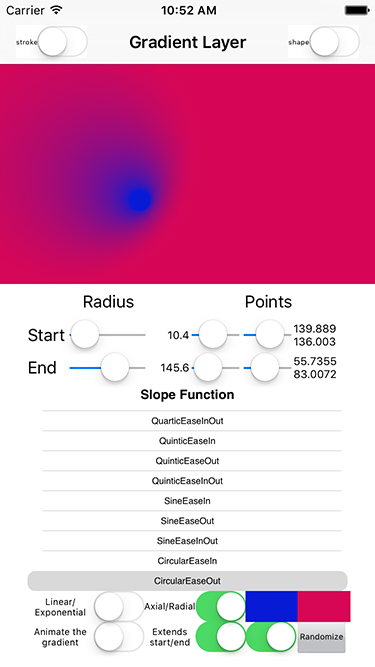 Carrier 10:52 AM
stroke Gradient Layer shape
Radius Points
Start 10.4 139.889
136.003
End 145.6 55.7355
83.0072
Slope Function
QuarticEaseInOut
QuinticEaseIn
QuinticEaseOut
QuinticEaseInOut
SineEaseIn
SineEaseOut
SineEaseInOut
CircularEaseIn
CircularEaseOut
Linear/
Exponential
Axial/Radial
Animate the
gradient
Extends
start/end
Randomize